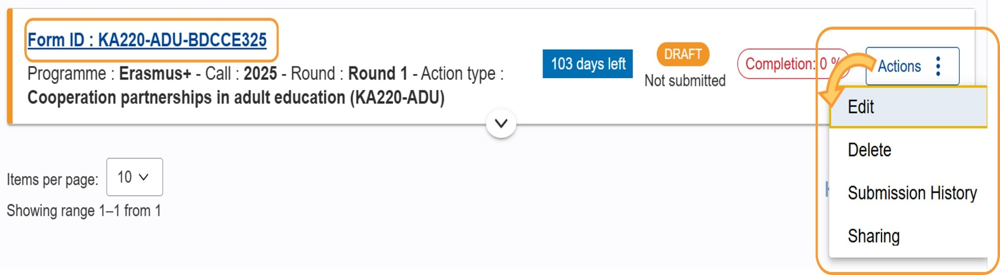 Form ID : KA220-ADU-BDCCE325
Programme : Erasmus+ - Call : 2025 - Round : Round 1 - Action type :
Cooperation partnerships in adult education (KA220-ADU)
103 days left
DRAFT
Not submitted
Completion: 0 %
Actions
Edit
Delete
Submission History
Sharing
Items per page:
10
Showing range 1–1 from 1